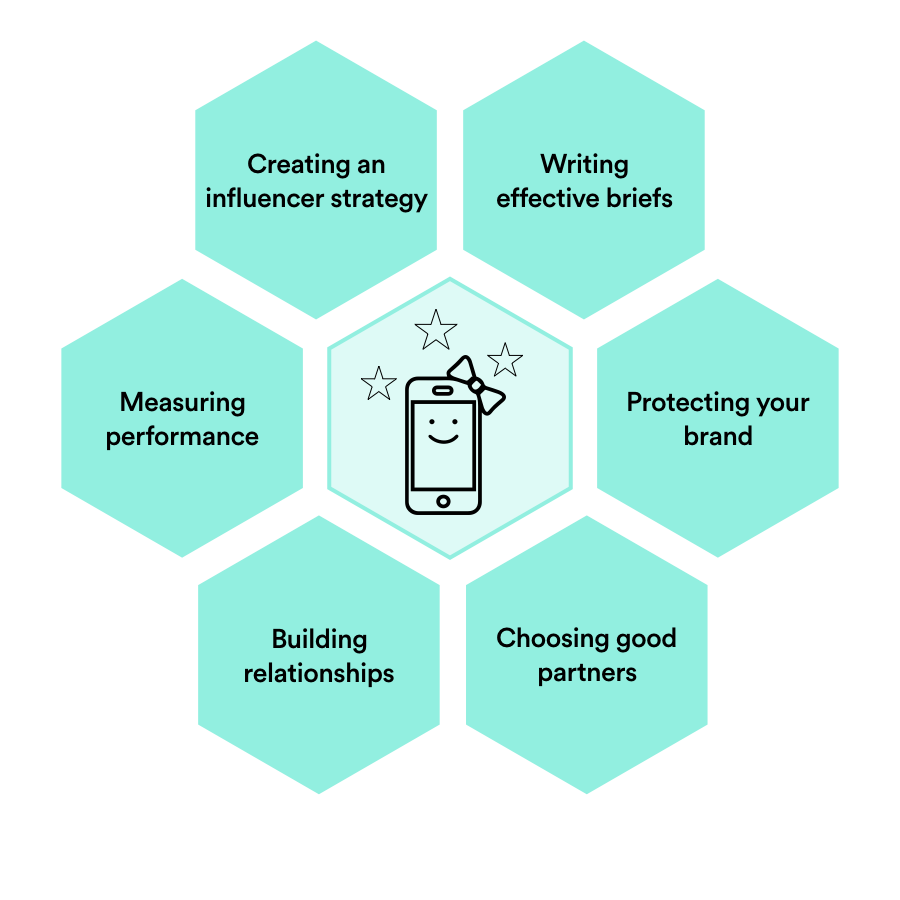 Creating an
influencer strategy
Writing
effective briefs
Measuring
performance
Protecting your
brand
Building
relationships
Choosing good
partners